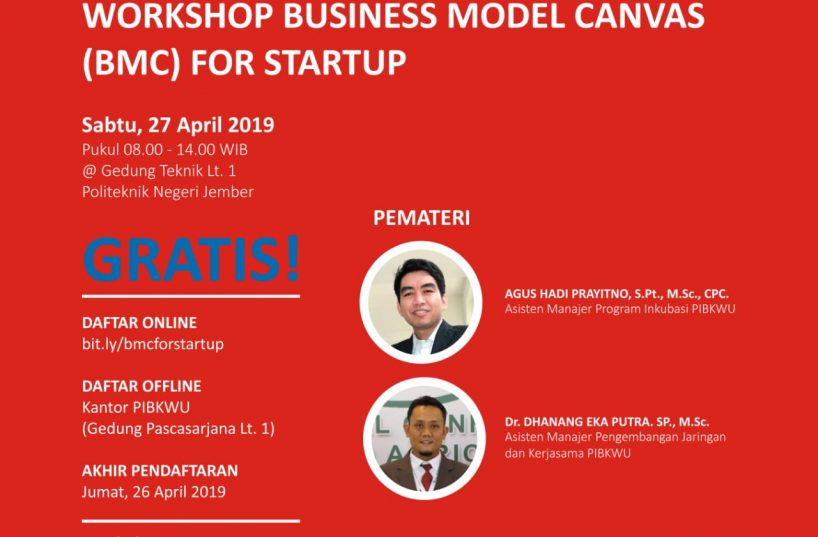 WORKSHOP BUSINESS MODEL CANVAS
(BMC) FOR STARTUP
Sabtu, 27 April 2019
Pukul 08.00 - 14.00 WIB
@ Gedung Teknik Lt. 1
Politeknik Negeri Jember
GRATIS!
DAFTAR ONLINE
bit.ly/bmcforstartup
DAFTAR OFFLINE
Kantor PIBKWU
(Gedung Pascasarjana Lt. 1)
AKHIR PENDAFTARAN
Jumat, 26 April 2019
PEMATERI
AGUS HADI PRAYITNO, S.Pt., M.Sc., CPC.
Asisten Manajer Program Inkubasi PIBKWU
Dr. DHANANG EKA PUTRA. SP., M.Sc.
Asisten Manajer Pengembangan Jaringan
dan Kerjasama PIBKWU